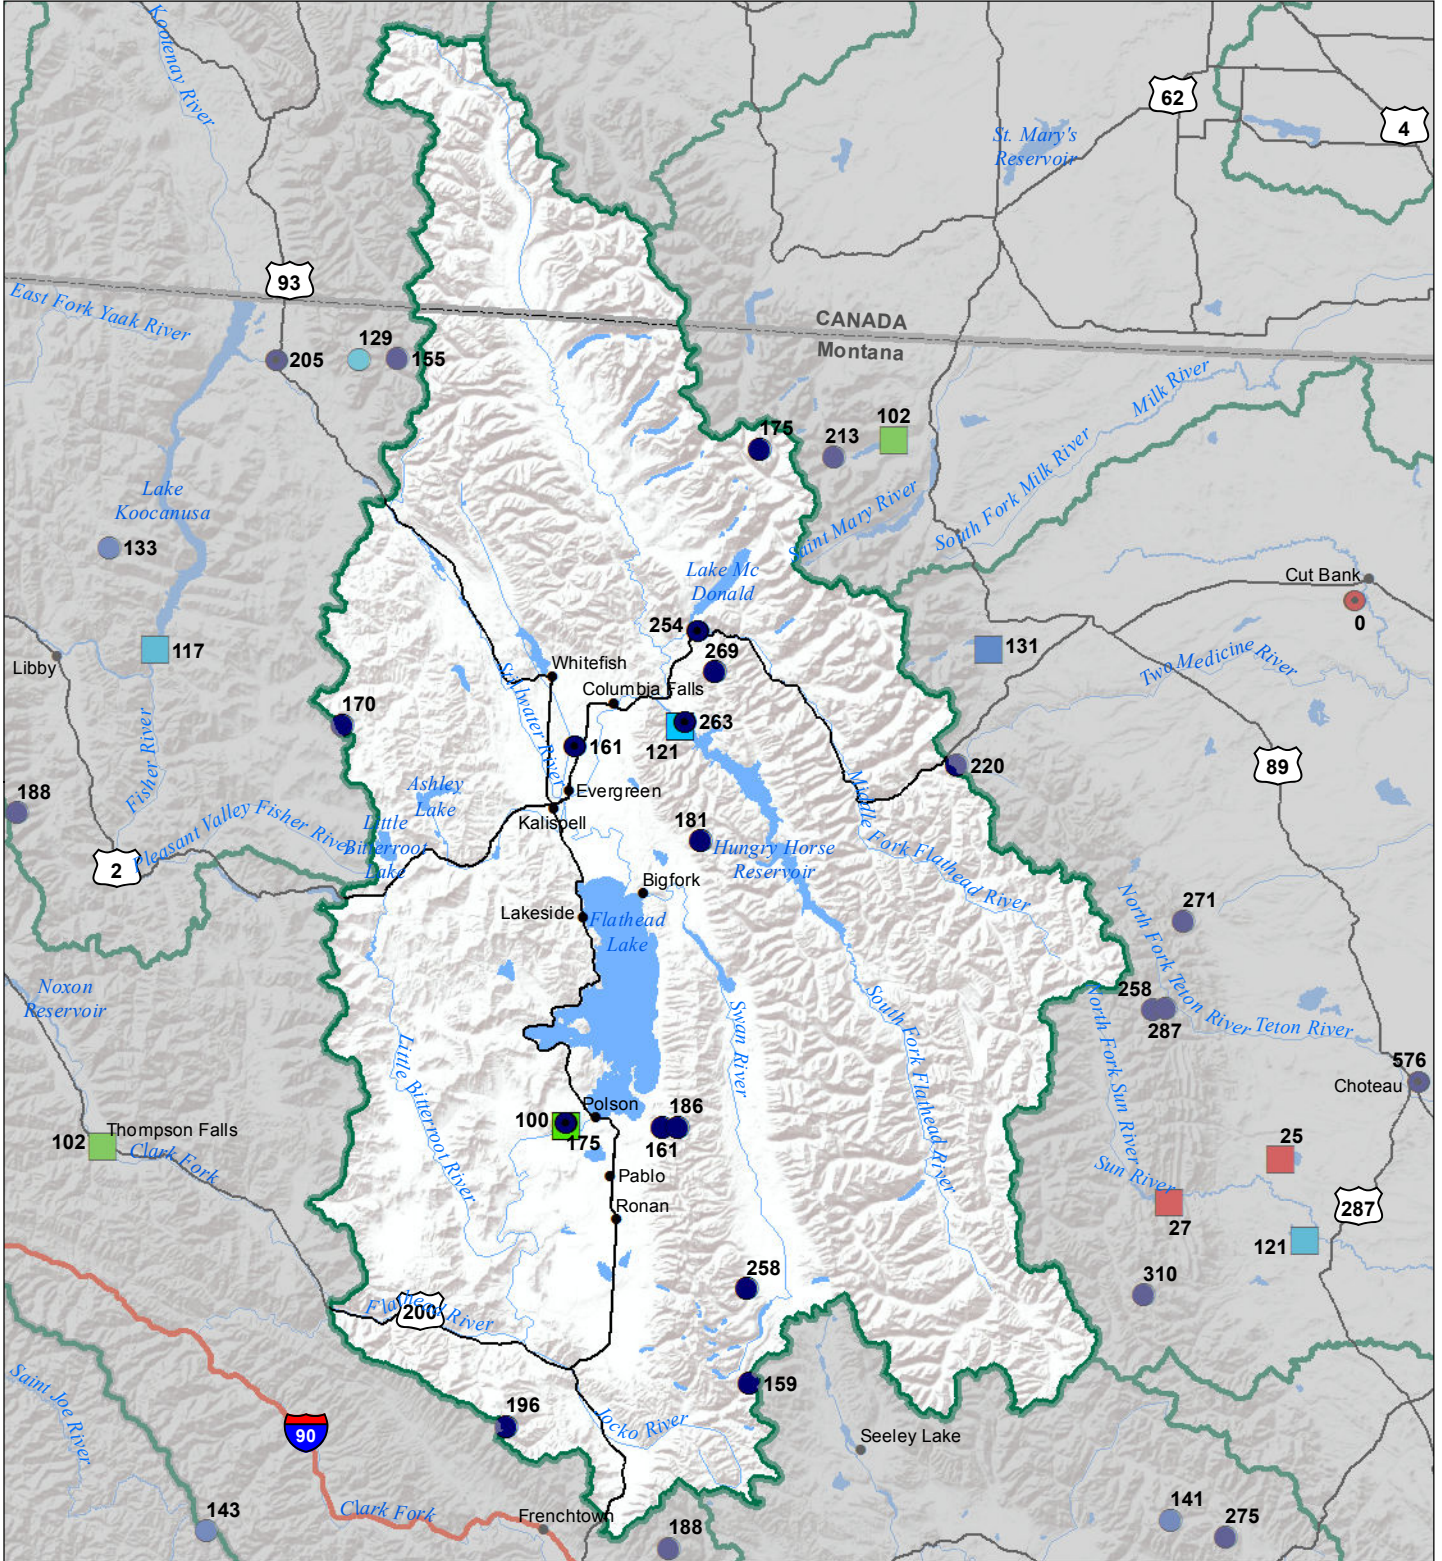 Kootenay River
62
4
St. Mary's
Reservoir
93
East Fork Yaak River
CANADA
Montana
129
205
155
Milk River
175
213
102
Lake
Koocanusa
South Fork Milk River
Saint Mary River
133
Lake Mc
Donald
Cut Bank
0
254
117
Libby
Whitefish
269
131
Two Medicine River
Stillwater River
Columbia Falls
170
263
121
161
Fisher River
220
89
Ashley
Lake
Evergreen
188
Kalispell
Middle Fork Flathead River
Little
Bitterroot
Lake
Pleasant Valley Fisher River
181
Hungry Horse
Reservoir
2
Bigfork
Lakeside
Flathead
Lake
271
North Fork Teton River
Noxon
Reservoir
258
287
Teton River
North Fork Sun River
South Fork Flathead River
Swan River
Little Bitterroot River
576
Choteau
Polson
100
175
186
161
Thompson Falls
102
Clark Fork
25
Sun River
Pablo
Ronan
27
287
121
258
310
Flathead River
200
159
Saint Joe River
196
Jocko River
90
Seeley Lake
143
Clark Fork
Frenchtown
188
141
275